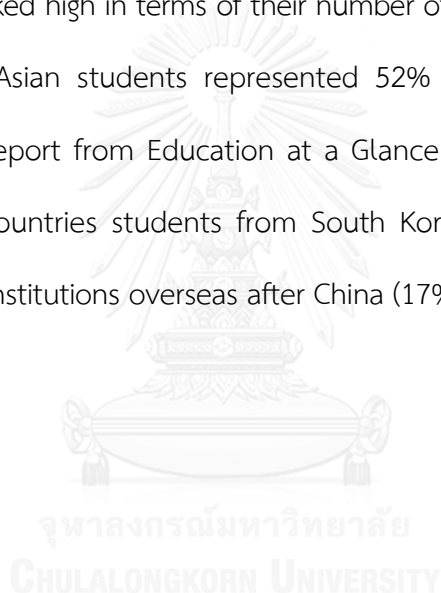 ked high in terms of their number of
Asian students represented 52%
eport from Education at a Glance
ountries students from South Kor
nstitutions overseas after China (17%
จุฬาลงกรณ์มหาวิทยาลัย
CHULALONGKORN UNIVERSITY